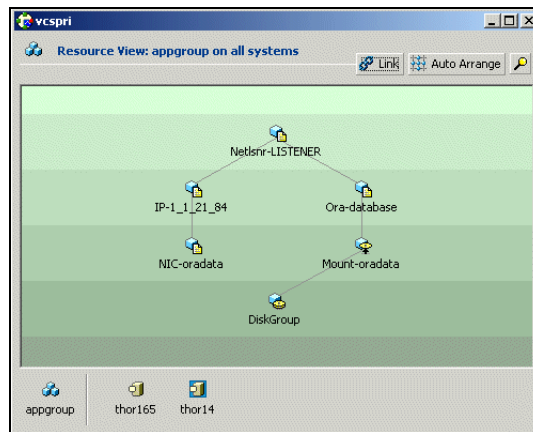 vcspri
Resource View: appgroup on all systems
Link
Auto Arrange
Netlsnr-LISTENER
IP-1_1_21_84
Ora-database
NIC-oradata
Mount-oradata
DiskGroup
appgroup
thor165
thor14